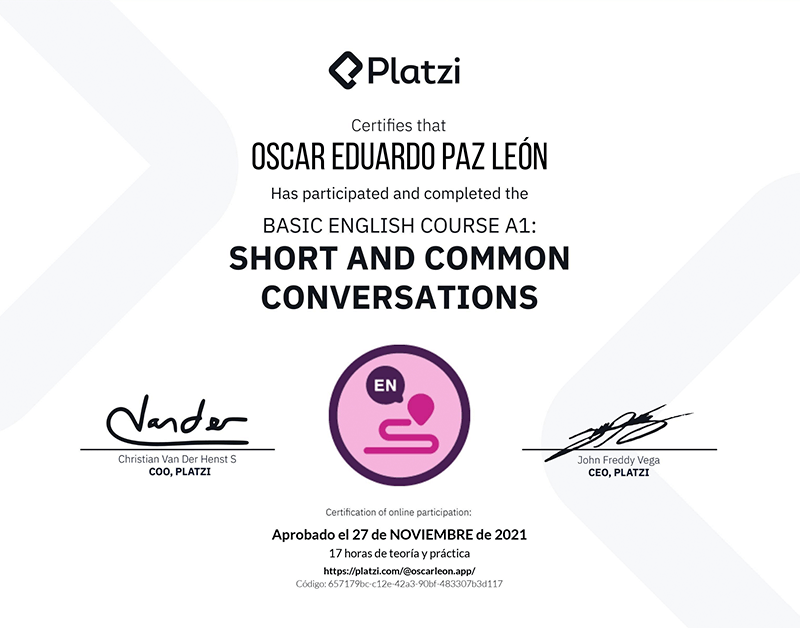 Platzi
Certifies that
OSCAR EDUARDO PAZ LEÓN
Has participated and completed the
BASIC ENGLISH COURSE A1:
SHORT AND COMMON
CONVERSATIONS
EN
Vander
Christian Van Der Henst S
COO, PLATZI
John Freddy Vega
CEO, PLATZI
Certification of online participation:
Aprobado el 27 de NOVIEMBRE de 2021
17 horas de teoría y práctica
https://platzi.com/@oscarleon.app/
Código: 657179bc-c12e-42a3-90bf-483307b3d117